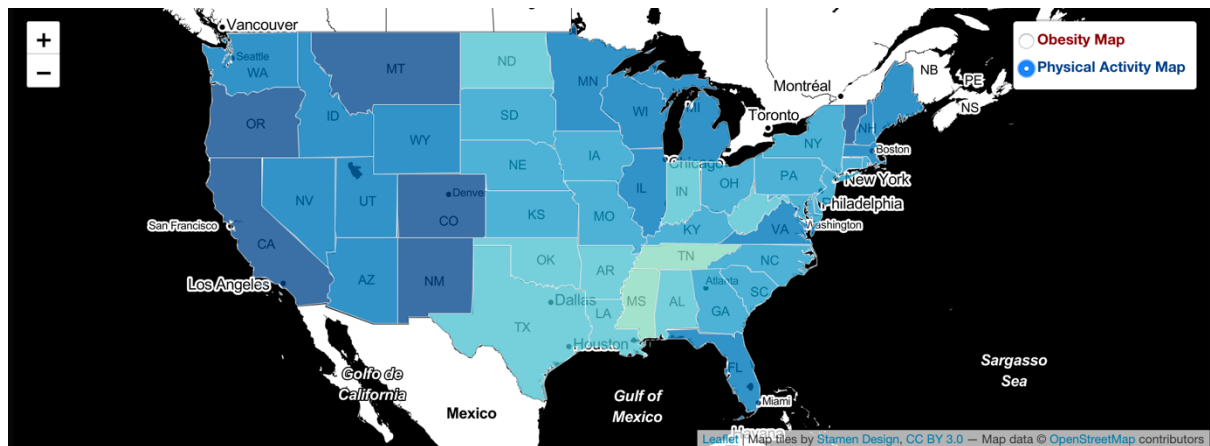 +
−
Obesity Map
Physical Activity Map
Vancouver
Seattle
WA
MT
ND
MN
Montréal
NB
PE
NS
OR
ID
WY
SD
WI
MI
Toronto
NH
Boston
NY
IA
Chicago
NE
PA
New York
NV
UT
Denve
CO
IL
IN
OH
Philadelphia
Washington
San Francisco
CA
KS
MO
KY
VA
Los Angeles
AZ
NM
OK
AR
TN
NC
Atlanta
SC
Dallas
MS
AL
GA
TX
LA
Houston
FL
Miami
Golfo de
California
Mexico
Gulf of
Mexico
Sargasso
Sea
Havana
Leaflet | Map tiles by Stamen Design, CC BY 3.0 — Map data © OpenStreetMap contributors